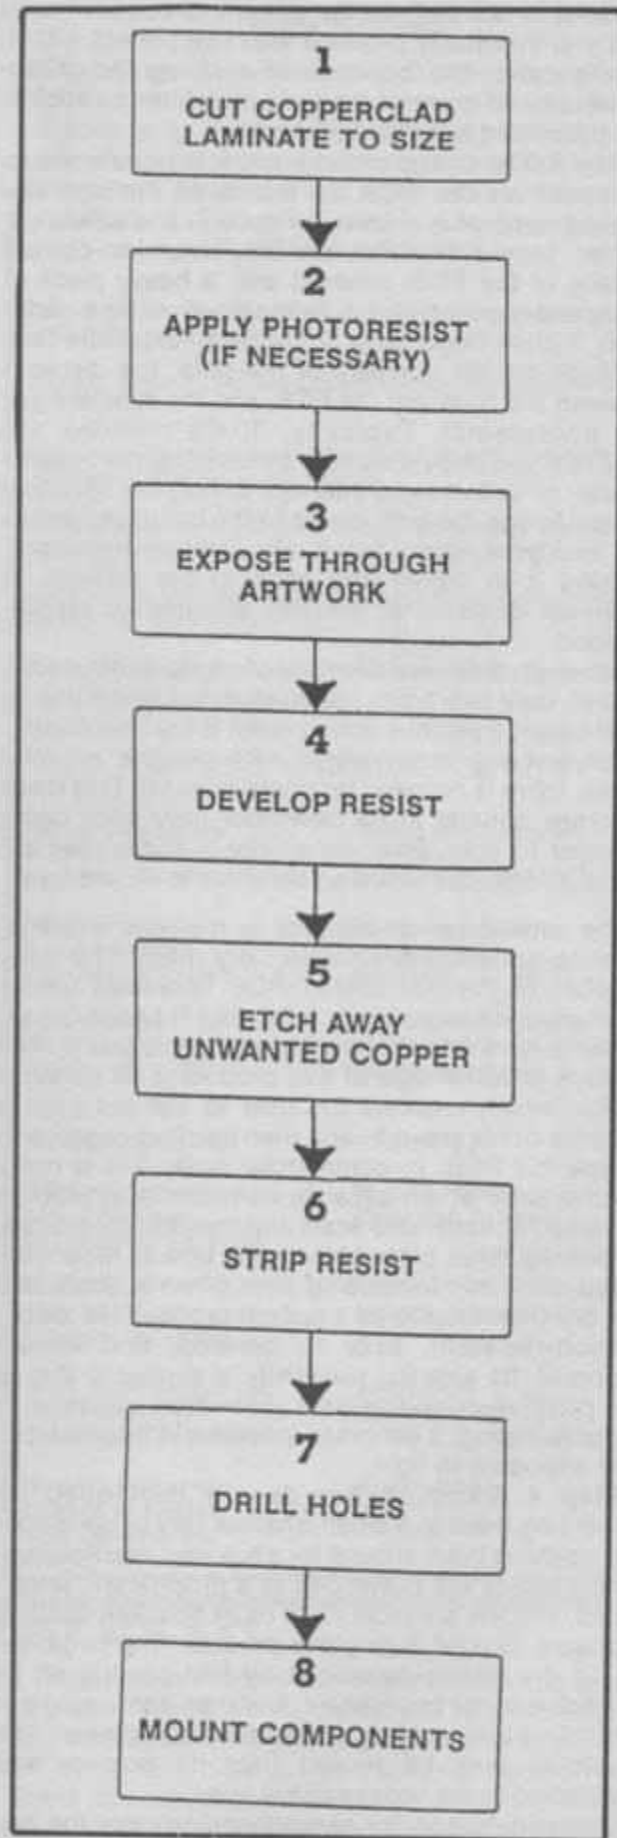 1
CUT COPPERCLAD
LAMINATE TO SIZE
2
APPLY PHOTORESIST
(IF NECESSARY)
3
EXPOSE THROUGH
ARTWORK
4
DEVELOP RESIST
5
ETCH AWAY
UNWANTED COPPER
6
STRIP RESIST
7
DRILL HOLES
8
MOUNT COMPONENTS